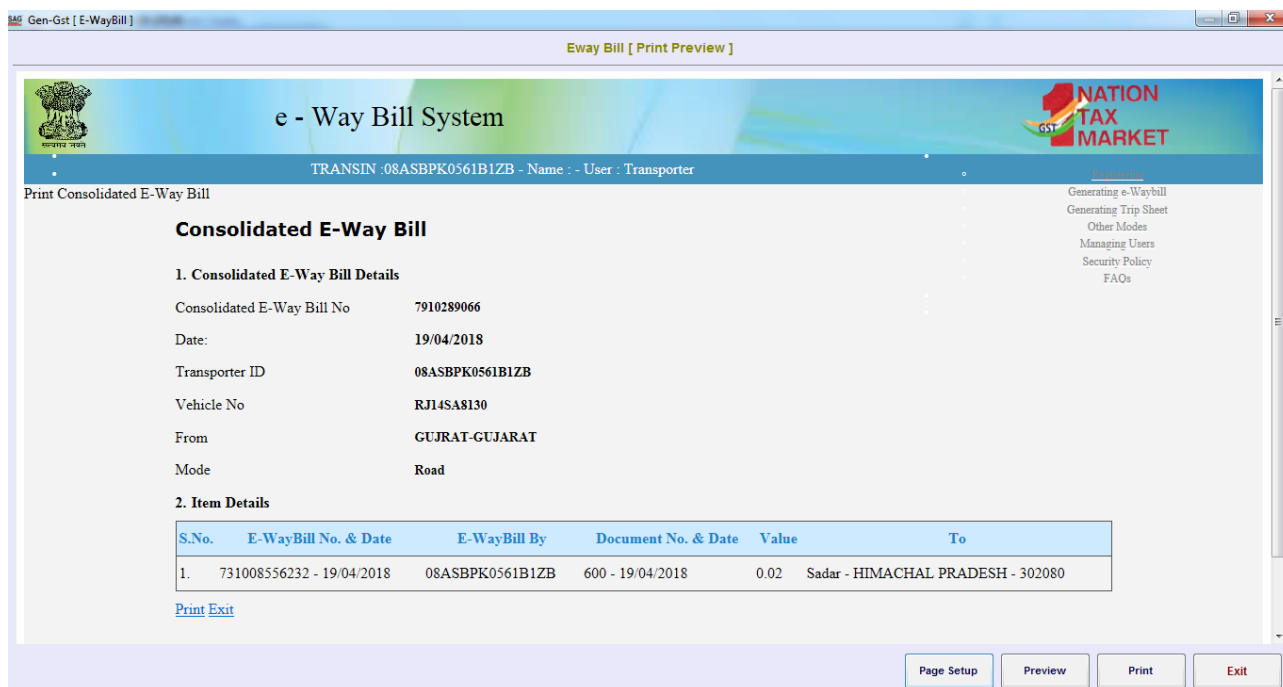 SAG Gen-Gst [ E-WayBill ]
Eway Bill [ Print Preview ]
सत्यमेव जयते
e - Way Bill System
1 NATION
GST TAX
MARKET
TRANSIN :08ASBPK0561B1ZB - Name : - User : Transporter
Print Consolidated E-Way Bill
Generating e-Waybill
Generating Trip Sheet
Other Modes
Managing Users
Security Policy
FAQs
Consolidated E-Way Bill
1. Consolidated E-Way Bill Details
Consolidated E-Way Bill No 7910289066
Date: 19/04/2018
Transporter ID 08ASBPK0561B1ZB
Vehicle No RJ14SA8130
From GUJRAT-GUJARAT
Mode Road
2. Item Details
S.No. E-WayBill No. & Date E-WayBill By Document No. & Date Value To
1. 731008556232 - 19/04/2018 08ASBPK0561B1ZB 600 - 19/04/2018 0.02 Sadar - HIMACHAL PRADESH - 302080
Print Exit
Page Setup Preview Print Exit